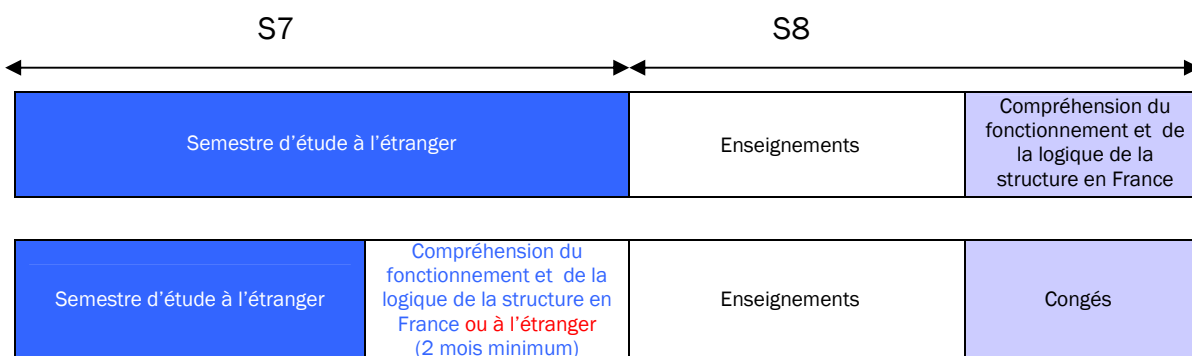 S7
S8
Semestre d'étude à l'étranger
Enseignements
Compréhension du
fonctionnement et de
la logique de la
structure en France
Semestre d'étude à l'étranger
Compréhension du
fonctionnement et de la
logique de la structure en
France ou à l'étranger
(2 mois minimum)
Enseignements
Congés